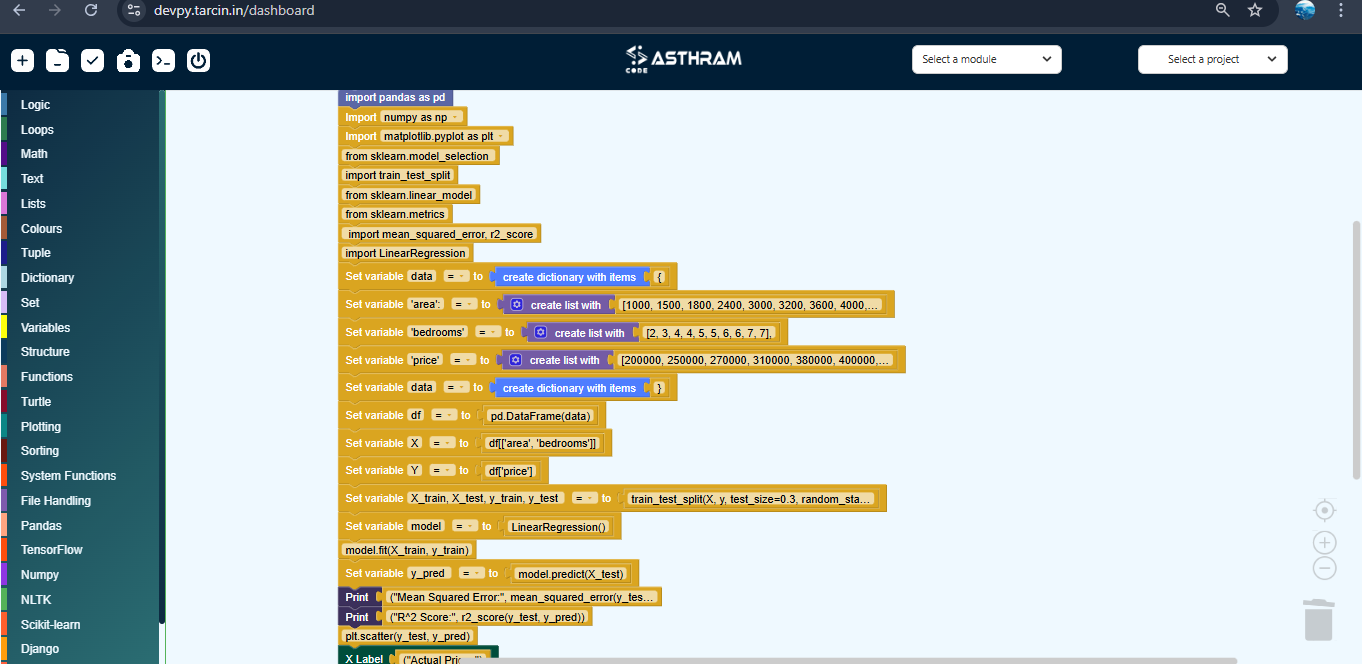 devpy.tarcin.in/dashboard
ASTHRAM
CODE
Select a module
Select a project
Logic
Loops
Math
Text
Lists
Colours
Tuple
Dictionary
Set
Variables
Structure
Functions
Turtle
Plotting
Sorting
System Functions
File Handling
Pandas
TensorFlow
Numpy
NLTK
Scikit-learn
Django
import pandas as pd
Import numpy as np
Import matplotlib.pyplot as plt
from sklearn.model_selection
import train_test_split
from sklearn.linear_model
from sklearn.metrics
import mean_squared_error, r2_score
import LinearRegression
Set variable data = to create dictionary with items {
Set variable 'area': = to create list with [1000, 1500, 1800, 2400, 3000, 3200, 3600, 4000,...
Set variable 'bedrooms' = to create list with [2, 3, 4, 4, 5, 5, 6, 6, 7, 7],
Set variable 'price' = to create list with [200000, 250000, 270000, 310000, 380000, 400000,...
Set variable data = to create dictionary with items }
Set variable df = to pd.DataFrame(data)
Set variable X = to df[['area', 'bedrooms']]
Set variable Y = to df['price']
Set variable X_train, X_test, y_train, y_test = to train_test_split(X, y, test_size=0.3, random_sta...
Set variable model = to LinearRegression()
model.fit(X_train, y_train)
Set variable y_pred = to model.predict(X_test)
Print ("Mean Squared Error:", mean_squared_error(y_tes...
Print ("R^2 Score:", r2_score(y_test, y_pred))
plt.scatter(y_test, y_pred)
X Label ("Actual